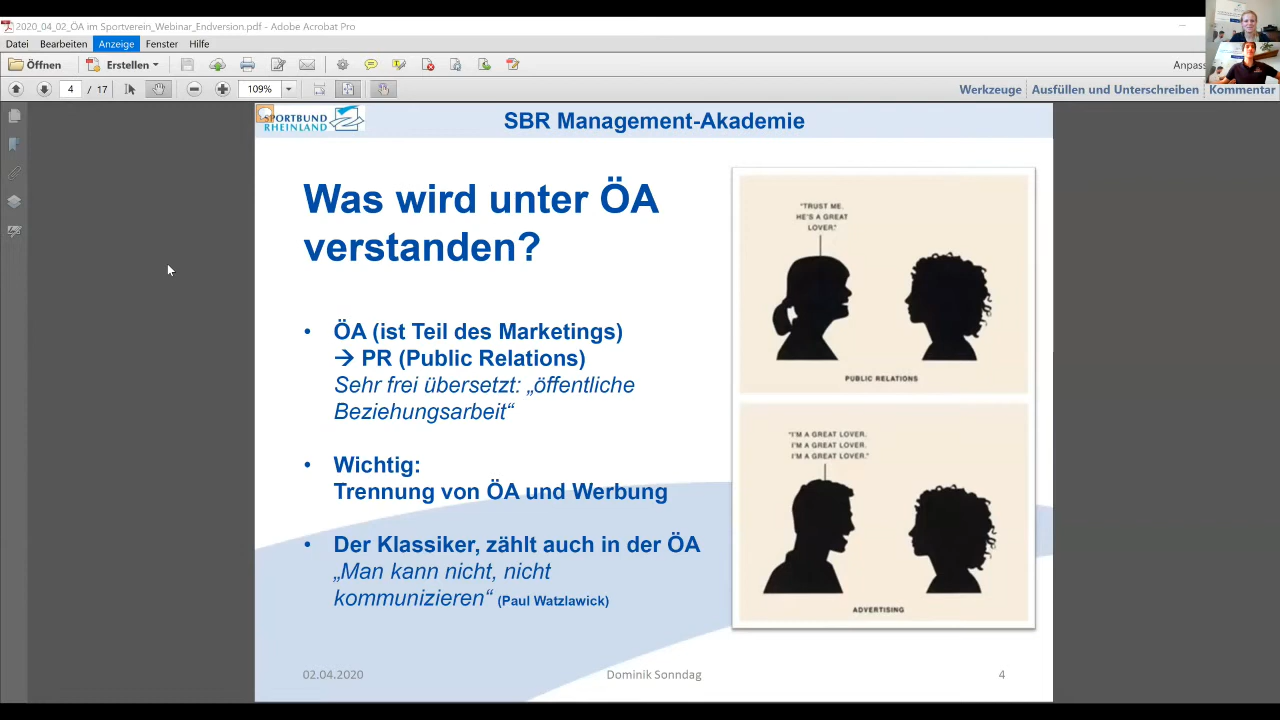 2020_04_02_ÖA im Sportverein_Webinar_Endversion.pdf - Adobe Acrobat Pro
Datei Bearbeiten Anzeige Fenster Hilfe
Öffnen Erstellen Anpass
4 / 17 109% Werkzeuge Ausfüllen und Unterschreiben Kommentar
SPORTBUND
RHEINLAND
SBR Management-Akademie
Was wird unter ÖA
verstanden?
• ÖA (ist Teil des Marketings)
→ PR (Public Relations)
Sehr frei übersetzt: „öffentliche
Beziehungsarbeit“
• Wichtig:
Trennung von ÖA und Werbung
• Der Klassiker, zählt auch in der ÖA
„Man kann nicht, nicht
kommunizieren“ (Paul Watzlawick)
"TRUST ME.
HE'S A GREAT
LOVER."
PUBLIC RELATIONS
"I'M A GREAT LOVER.
I'M A GREAT LOVER.
I'M A GREAT LOVER."
ADVERTISING
02.04.2020 Dominik Sonndag 4